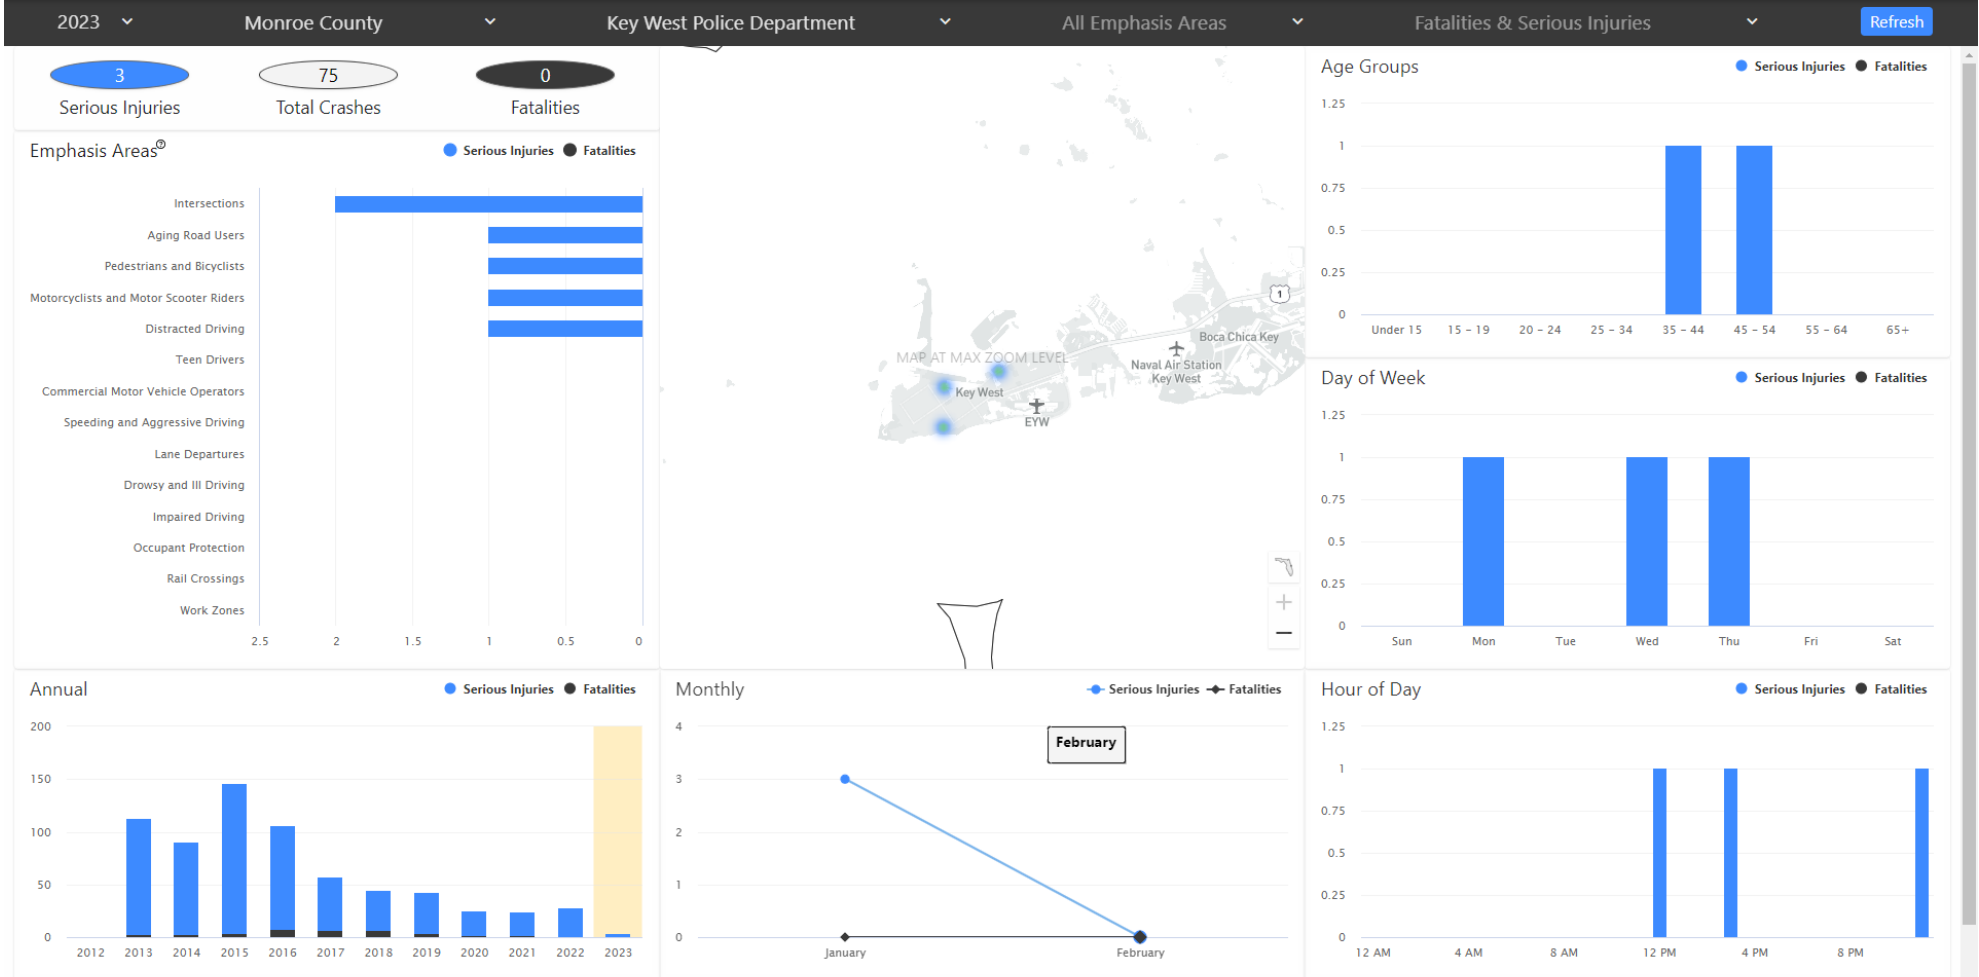 2023
Monroe County
Key West Police Department
All Emphasis Areas
Fatalities & Serious Injuries
Refresh
3
Serious Injuries
75
Total Crashes
0
Fatalities
Emphasis Areas?
Serious Injuries
Fatalities
Intersections
Aging Road Users
Pedestrians and Bicyclists
Motorcyclists and Motor Scooter Riders
Distracted Driving
Teen Drivers
Commercial Motor Vehicle Operators
Speeding and Aggressive Driving
Lane Departures
Drowsy and Ill Driving
Impaired Driving
Occupant Protection
Rail Crossings
Work Zones
2.5 2 1.5 1 0.5 0
MAP AT MAX ZOOM LEVEL
Key West
EYW
Naval Air Station
Key West
Boca Chica Key
1
Age Groups
Serious Injuries
Fatalities
1.25
1
0.75
0.5
0.25
0
Under 15 15 - 19 20 - 24 25 - 34 35 - 44 45 - 54 55 - 64 65+
Day of Week
Serious Injuries
Fatalities
1.25
1
0.75
0.5
0.25
0
Sun Mon Tue Wed Thu Fri Sat
Annual
Serious Injuries
Fatalities
200
150
100
50
0
2012 2013 2014 2015 2016 2017 2018 2019 2020 2021 2022 2023
Monthly
Serious Injuries
Fatalities
4
3
2
1
0
February
January February
Hour of Day
Serious Injuries
Fatalities
1.25
1
0.75
0.5
0.25
0
12 AM 4 AM 8 AM 12 PM 4 PM 8 PM